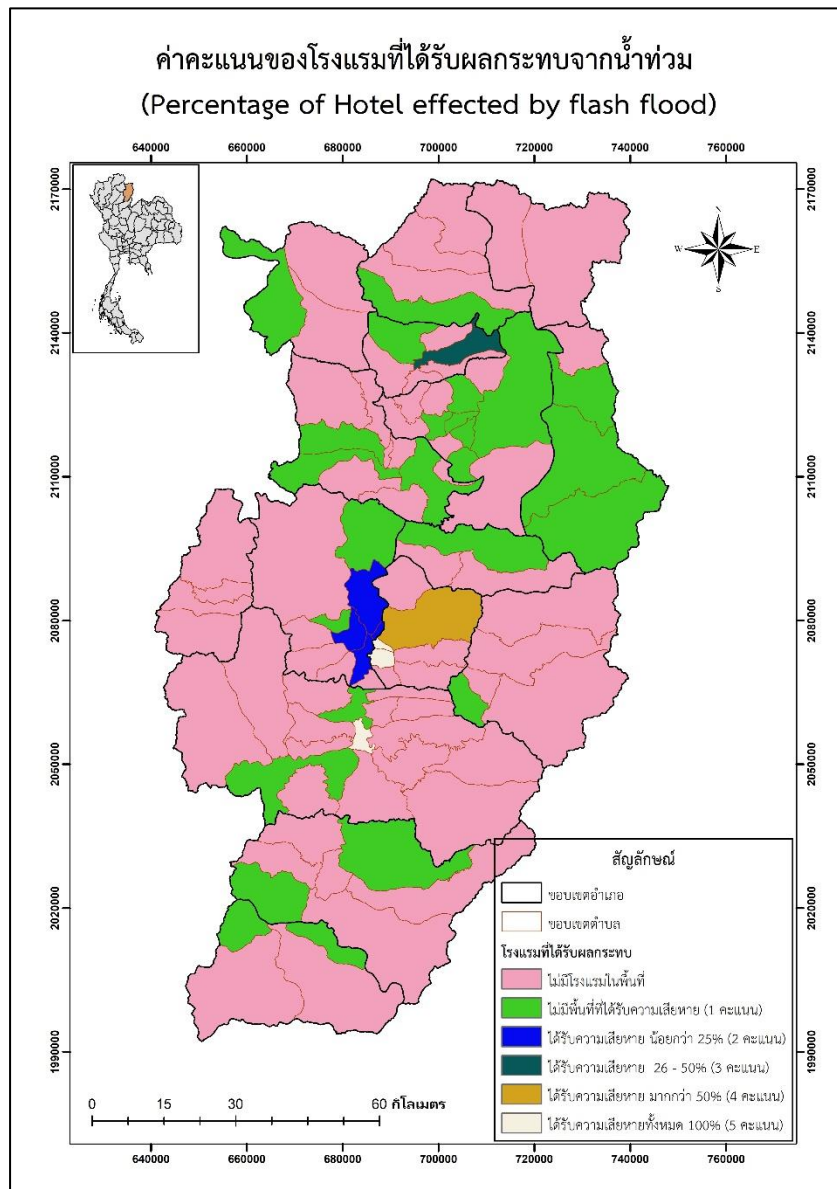 ค่าคะแนนของโรงแรมที่ได้รับผลกระทบจากน้ำท่วม
(Percentage of Hotel effected by flash flood)
640000 660000 680000 700000 720000 740000 760000
2170000 2170000
2140000 2140000
2110000 2110000
2080000 2080000
2050000 2050000
2020000 2020000
1990000 1990000
N
W E
S
สัญลักษณ์
ขอบเขตอำเภอ
ขอบเขตตำบล
โรงแรมที่ได้รับผลกระทบ
ไม่มีโรงแรมในพื้นที่
ไม่มีพื้นที่ที่ได้รับความเสียหาย (1 คะแนน)
ได้รับความเสียหาย น้อยกว่า 25% (2 คะแนน)
ได้รับความเสียหาย 26 - 50% (3 คะแนน)
ได้รับความเสียหาย มากกว่า 50% (4 คะแนน)
ได้รับความเสียหายทั้งหมด 100% (5 คะแนน)
0 15 30 60 กิโลเมตร
640000 660000 680000 700000 720000 740000 760000